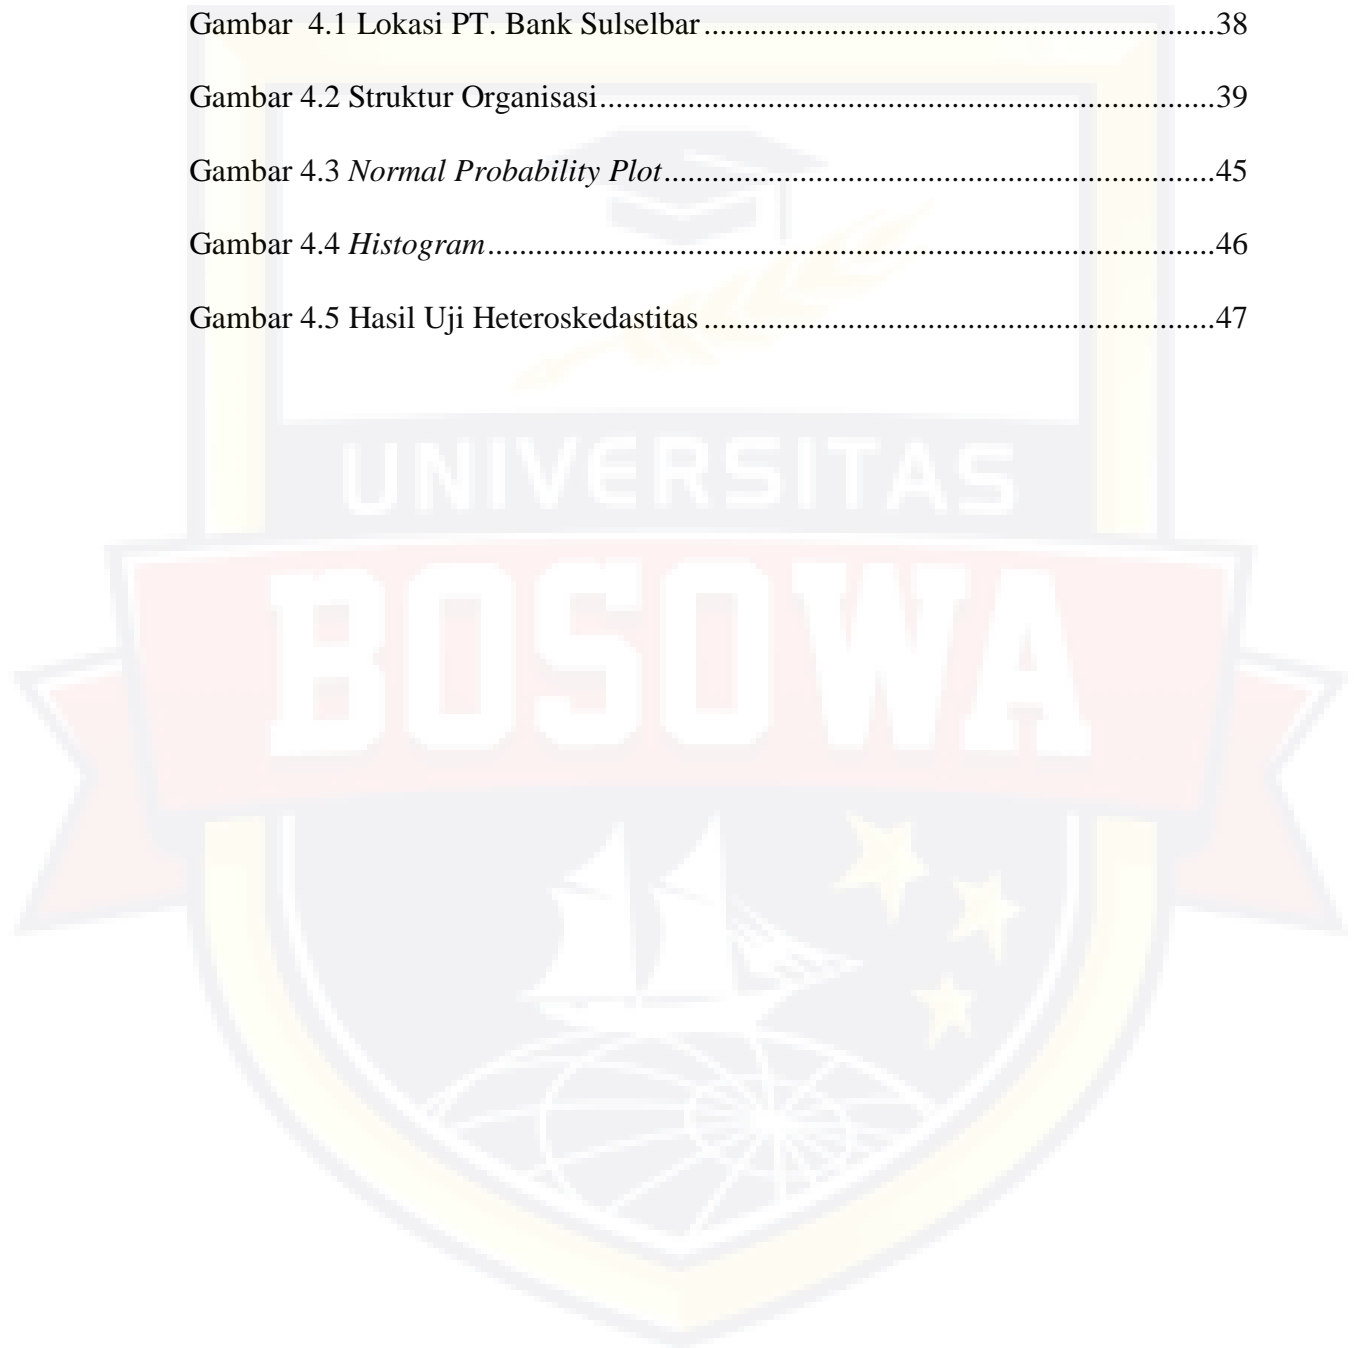 Gambar  4.1 Lokasi PT. Bank Sulselbar................................................................38
Gambar 4.2 Struktur Organisasi.............................................................................39
Gambar 4.3 Normal Probability Plot.....................................................................45
Gambar 4.4 Histogram...........................................................................................46
Gambar 4.5 Hasil Uji Heteroskedastitas ................................................................47
UNIVERSITAS
BOSOWA